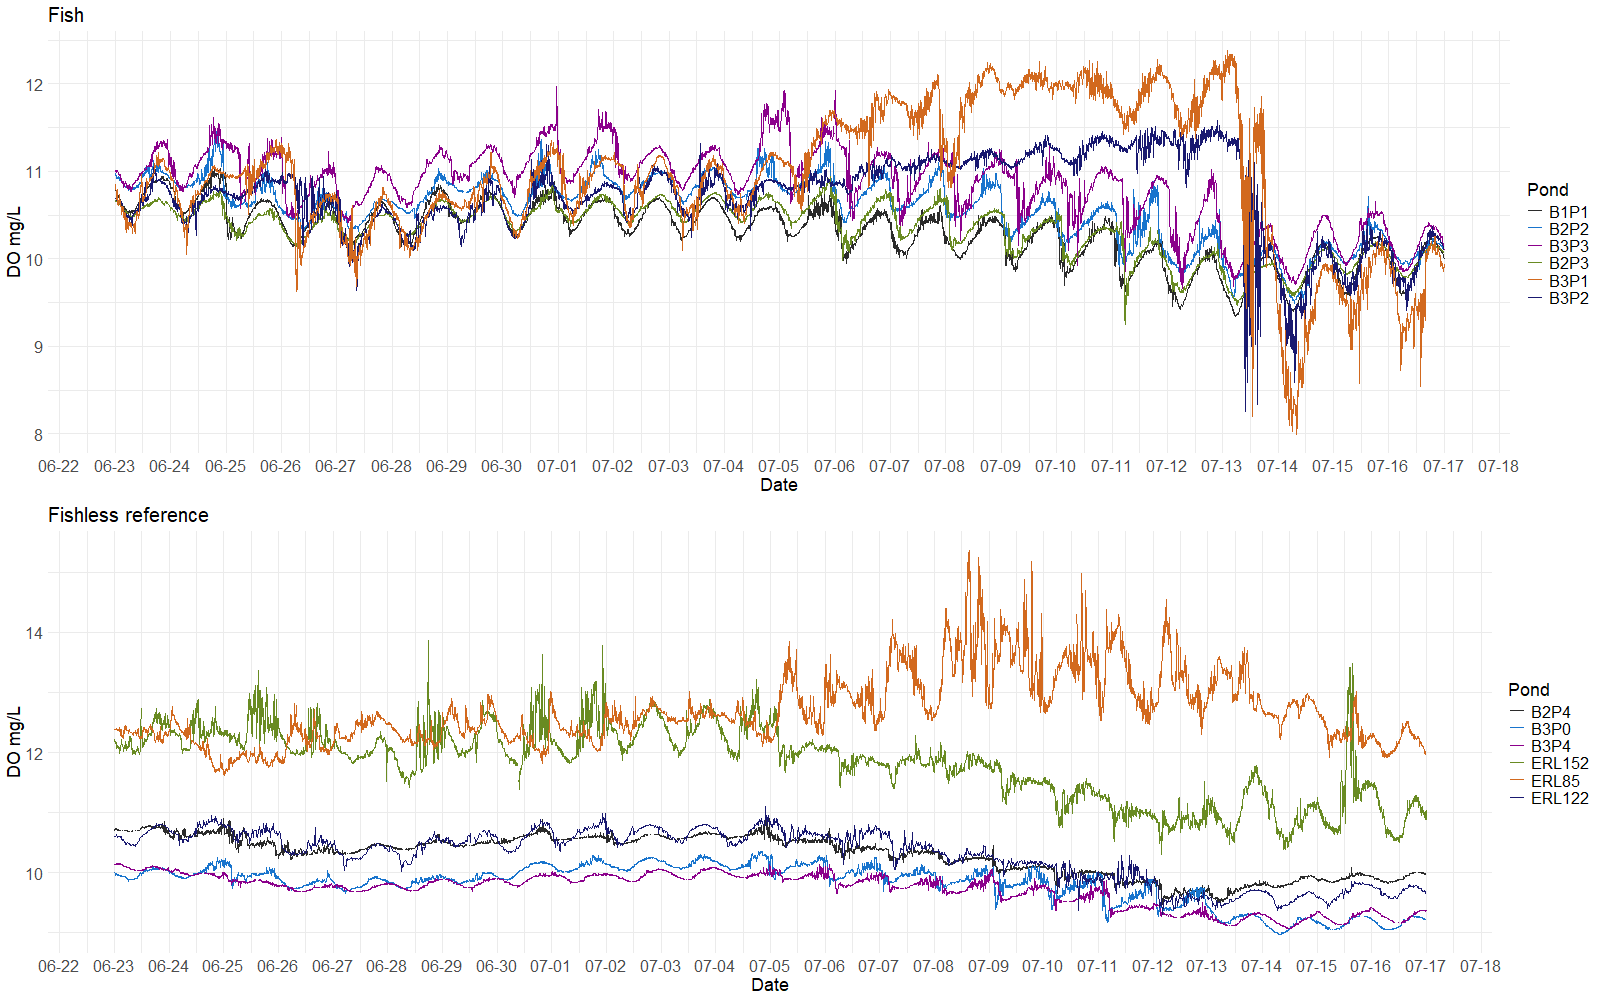 Fish
12
11
10
9
8
DO mg/L
06-22 06-23 06-24 06-25 06-26 06-27 06-28 06-29 06-30 07-01 07-02 07-03 07-04 07-05 07-06 07-07 07-08 07-09 07-10 07-11 07-12 07-13 07-14 07-15 07-16 07-17 07-18
Date
Pond
B1P1
B2P2
B3P3
B2P3
B3P1
B3P2
Fishless reference
14
12
10
DO mg/L
06-22 06-23 06-24 06-25 06-26 06-27 06-28 06-29 06-30 07-01 07-02 07-03 07-04 07-05 07-06 07-07 07-08 07-09 07-10 07-11 07-12 07-13 07-14 07-15 07-16 07-17 07-18
Date
Pond
B2P4
B3P0
B3P4
ERL152
ERL85
ERL122